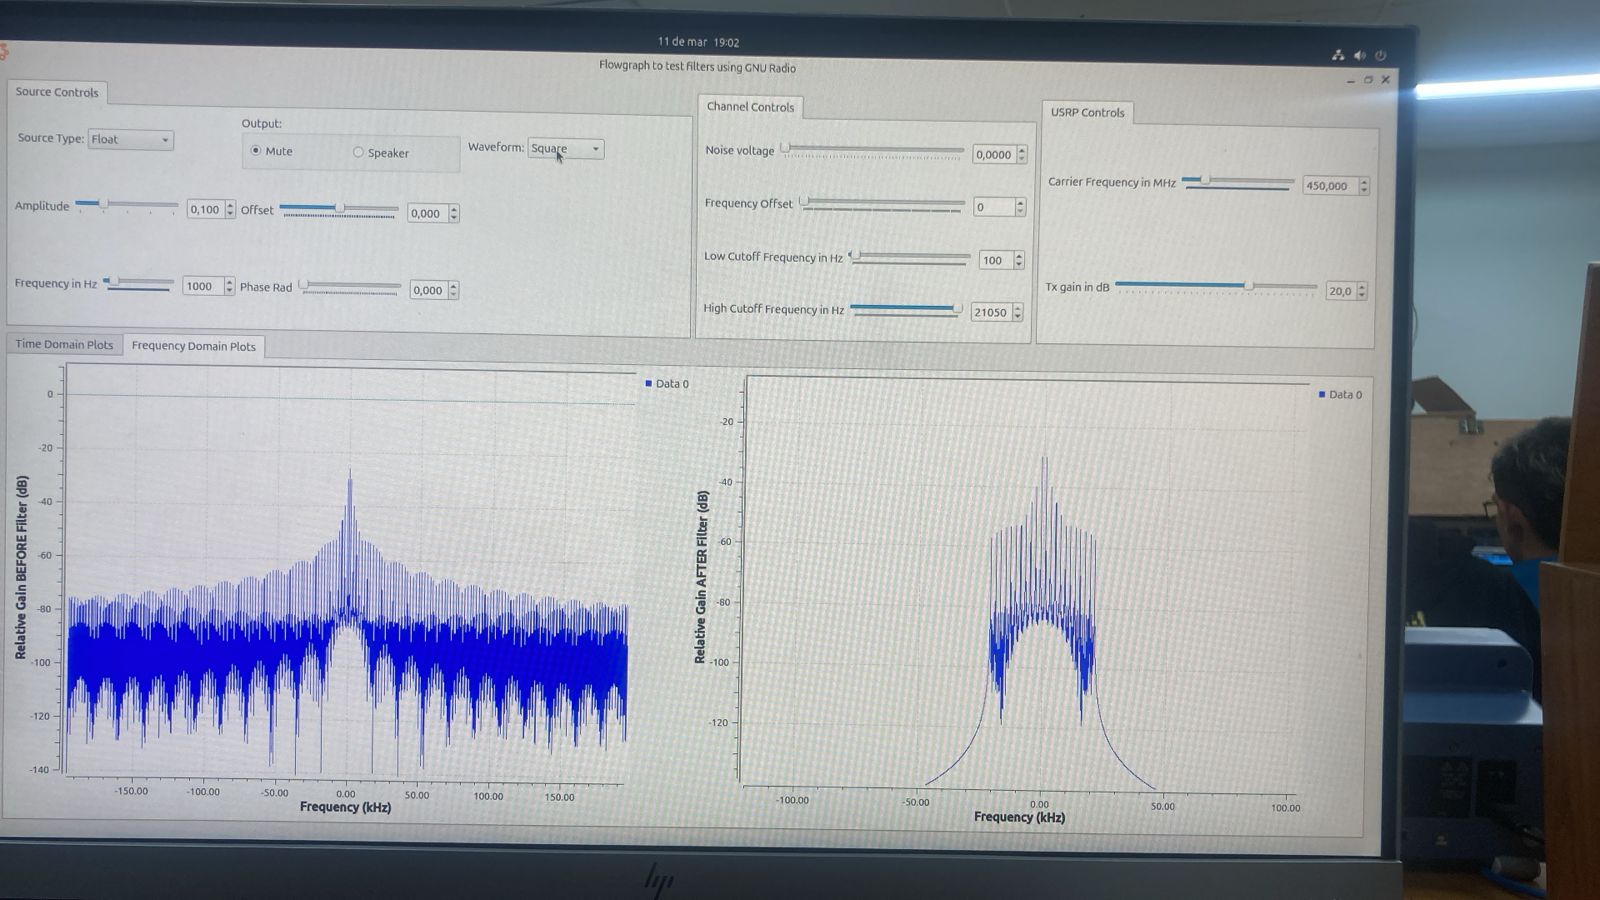 11 de mar 19:02
Flowgraph to test filters using GNU Radio
Source Controls
Source Type: Float
Output:
Mute
Speaker
Waveform: Square
Amplitude 0,100
Offset 0,000
Frequency in Hz 1000
Phase Rad 0,000
Channel Controls
Noise voltage 0,0000
Frequency Offset 0
Low Cutoff Frequency in Hz 100
High Cutoff Frequency in Hz 21050
USRP Controls
Carrier Frequency in MHz 450,000
Tx gain in dB 20,0
Time Domain Plots
Frequency Domain Plots
Relative Gain BEFORE Filter (dB)
0
-20
-40
-60
-80
-100
-120
-140
-150.00 -100.00 -50.00 0.00 50.00 100.00 150.00
Frequency (kHz)
Data 0
Relative Gain AFTER Filter (dB)
-20
-40
-60
-80
-100
-120
-100.00 -50.00 0.00 50.00 100.00
Frequency (kHz)
Data 0
hp